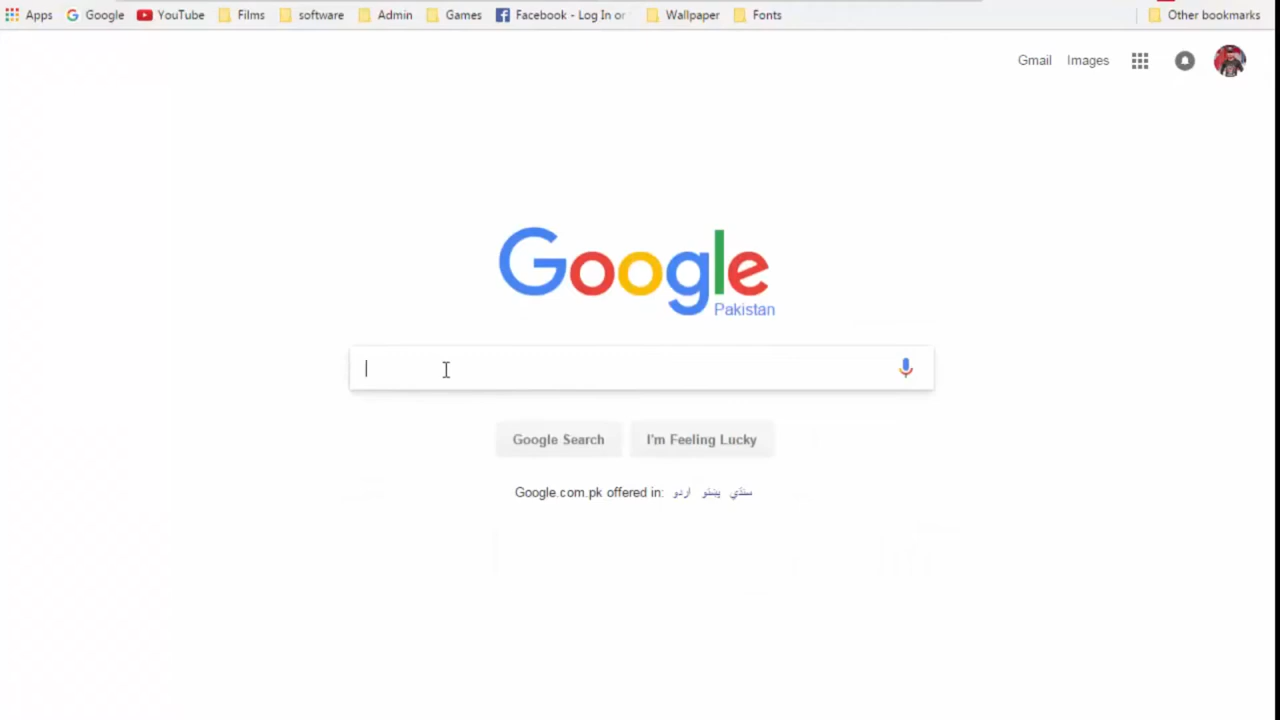 Apps Google YouTube Films software Admin Games Facebook - Log In or Wallpaper Fonts Other bookmarks
Gmail Images
Google
Pakistan
Google Search I'm Feeling Lucky
Google.com.pk offered in: اردو پښتو سنڌي